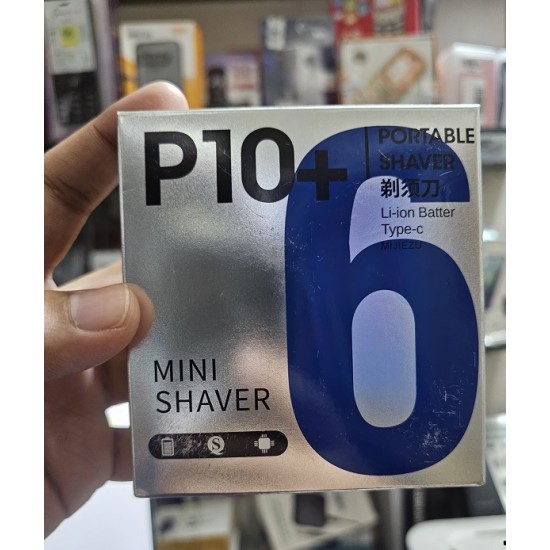 P10+
6
PORTABLE
SHAVER
剃须刀
Li-ion Batter
Type-c
MINI
SHAVER